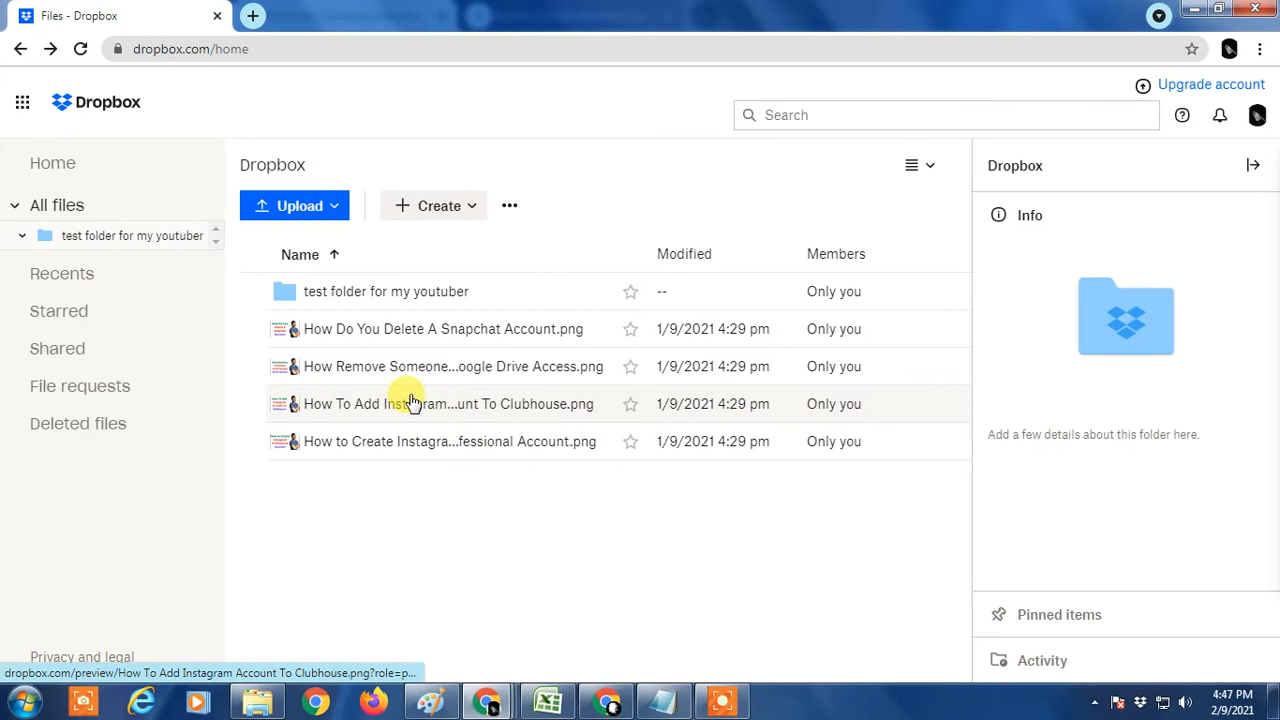 Files - Dropbox
dropbox.com/home
Upgrade account
Dropbox
Search
Home
All files
test folder for my youtuber
Recents
Starred
Shared
File requests
Deleted files
Privacy and legal
Dropbox
Upload
Create
Name
Modified
Members
test folder for my youtuber
--
Only you
How Do You Delete A Snapchat Account.png
1/9/2021 4:29 pm
Only you
How Remove Someone...oogle Drive Access.png
1/9/2021 4:29 pm
Only you
How To Add Instagram...unt To Clubhouse.png
1/9/2021 4:29 pm
Only you
How to Create Instagra...fessional Account.png
1/9/2021 4:29 pm
Only you
Dropbox
Info
Add a few details about this folder here.
Pinned items
Activity
dropbox.com/preview/How To Add Instagram Account To Clubhouse.png?role=p...
4:47 PM
2/9/2021